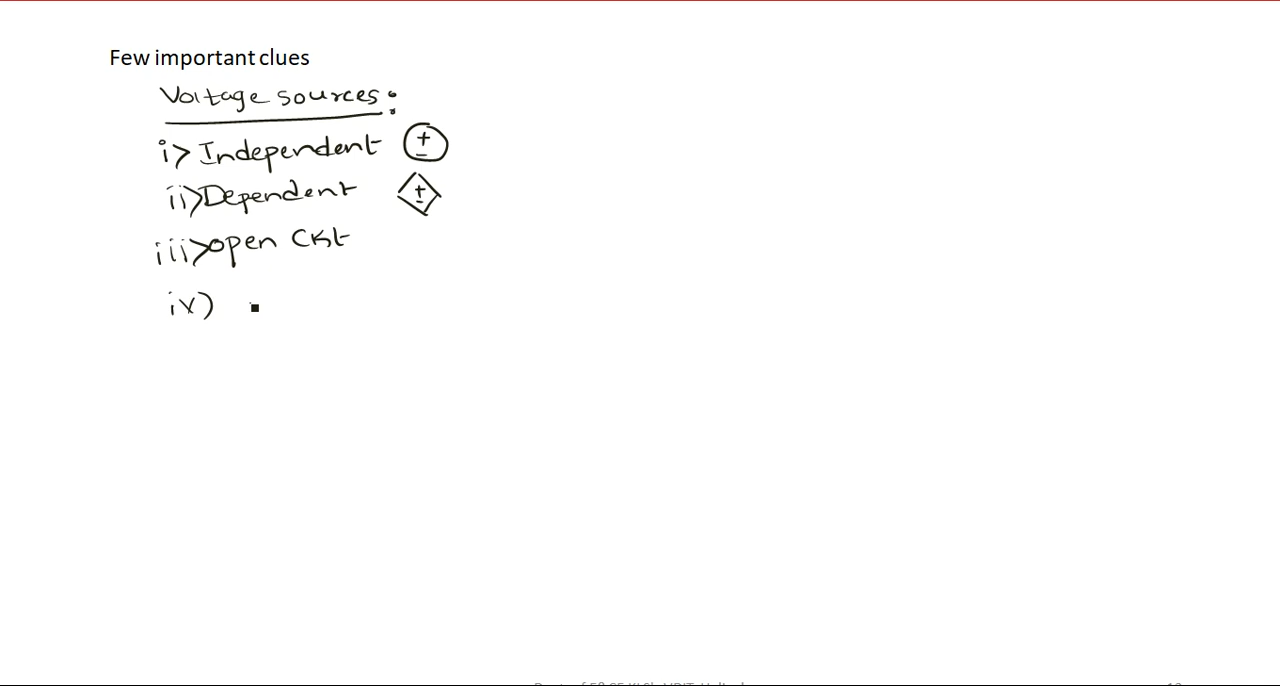 Few important clues
Voltage sources:
i> Independent
ii> Dependent
iii> open Ckt
iv)